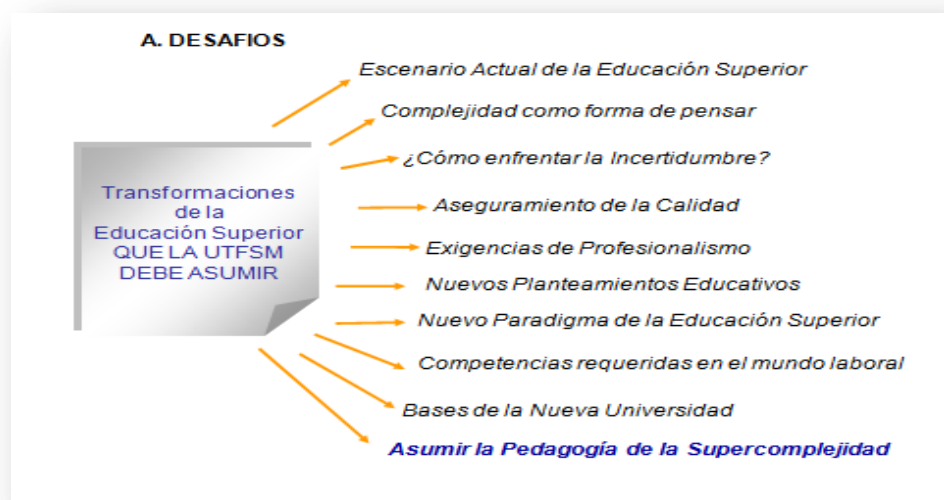 A. DESAFIOS
Escenario Actual de la Educación Superior
Complejidad como forma de pensar
¿Cómo enfrentar la Incertidumbre?
Aseguramiento de la Calidad
Exigencias de Profesionalismo
Nuevos Planteamientos Educativos
Nuevo Paradigma de la Educación Superior
Competencias requeridas en el mundo laboral
Bases de la Nueva Universidad
Asumir la Pedagogía de la Supercomplejidad
Transformaciones
de la
Educación Superior
QUE LA UTFSM
DEBE ASUMIR